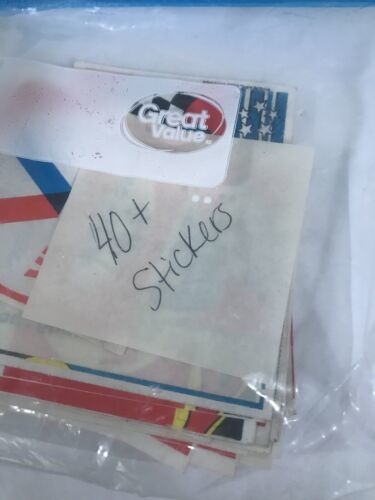 Great
Value
40+
Stickers